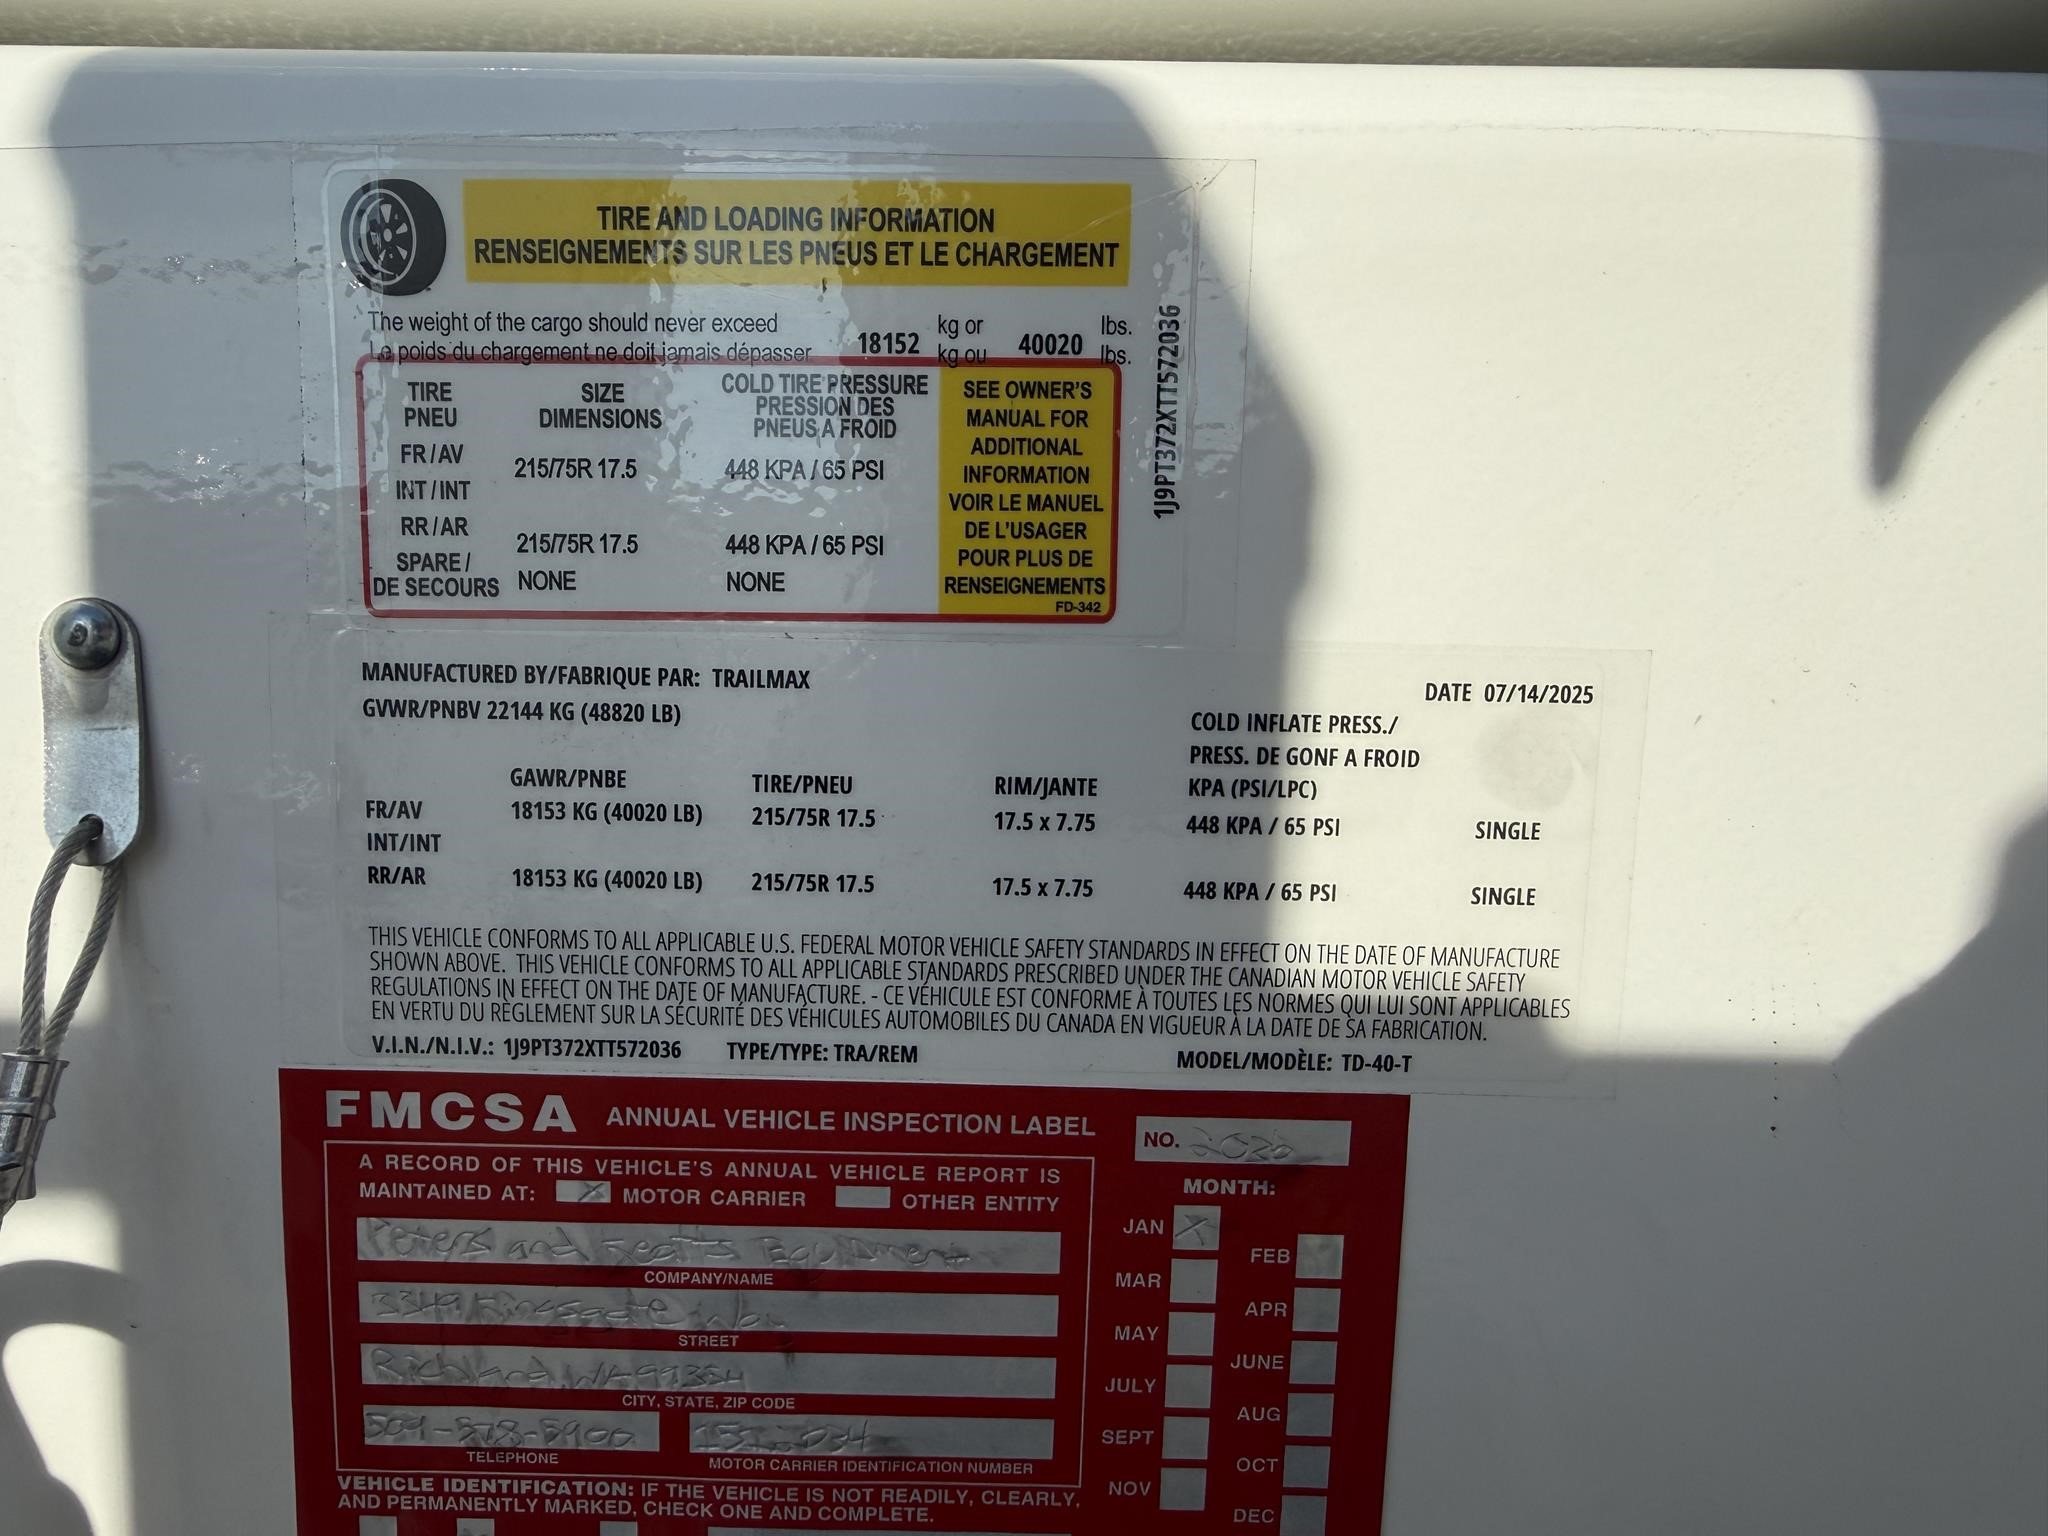 TIRE AND LOADING INFORMATION
RENSEIGNEMENTS SUR LES PNEUS ET LE CHARGEMENT
The weight of the cargo should never exceed 18152 kg or 40020 lbs.
Le poids du chargement ne doit jamais dépasser kg ou lbs.
TIRE SIZE COLD TIRE PRESSURE
PNEU DIMENSIONS PRESSION DES
PNEUS A FROID
FR / AV 215/75R 17.5 448 KPA / 65 PSI
INT / INT
RR / AR 215/75R 17.5 448 KPA / 65 PSI
SPARE /
DE SECOURS NONE NONE
SEE OWNER'S
MANUAL FOR
ADDITIONAL
INFORMATION
VOIR LE MANUEL
DE L'USAGER
POUR PLUS DE
RENSEIGNEMENTS
FD-342
1J9PT372XTT572036
MANUFACTURED BY/FABRIQUE PAR: TRAILMAX DATE 07/14/2025
GVWR/PNBV 22144 KG (48820 LB)
COLD INFLATE PRESS./
PRESS. DE GONF A FROID
GAWR/PNBE TIRE/PNEU RIM/JANTE KPA (PSI/LPC)
FR/AV 18153 KG (40020 LB) 215/75R 17.5 17.5 x 7.75 448 KPA / 65 PSI SINGLE
INT/INT
RR/AR 18153 KG (40020 LB) 215/75R 17.5 17.5 x 7.75 448 KPA / 65 PSI SINGLE
THIS VEHICLE CONFORMS TO ALL APPLICABLE U.S. FEDERAL MOTOR VEHICLE SAFETY STANDARDS IN EFFECT ON THE DATE OF MANUFACTURE
SHOWN ABOVE. THIS VEHICLE CONFORMS TO ALL APPLICABLE STANDARDS PRESCRIBED UNDER THE CANADIAN MOTOR VEHICLE SAFETY
REGULATIONS IN EFFECT ON THE DATE OF MANUFACTURE. - CE VÉHICULE EST CONFORME À TOUTES LES NORMES QUI LUI SONT APPLICABLES
EN VERTU DU RÈGLEMENT SUR LA SÉCURITÉ DES VÉHICULES AUTOMOBILES DU CANADA EN VIGUEUR À LA DATE DE SA FABRICATION.
V.I.N./N.I.V.: 1J9PT372XTT572036 TYPE/TYPE: TRA/REM MODEL/MODÈLE: TD-40-T
FMCSA ANNUAL VEHICLE INSPECTION LABEL
NO.
A RECORD OF THIS VEHICLE'S ANNUAL VEHICLE REPORT IS
MAINTAINED AT: X MOTOR CARRIER OTHER ENTITY
Peters and Keatts Equipment
COMPANY/NAME
3349 Kingsgate Way
STREET
Richland WA 99354
CITY, STATE, ZIP CODE
TELEPHONE MOTOR CARRIER IDENTIFICATION NUMBER
VEHICLE IDENTIFICATION: IF THE VEHICLE IS NOT READILY, CLEARLY,
AND PERMANENTLY MARKED, CHECK ONE AND COMPLETE.
MONTH:
JAN X
FEB
MAR
APR
MAY
JUNE
JULY
AUG
SEPT
OCT
NOV
DEC